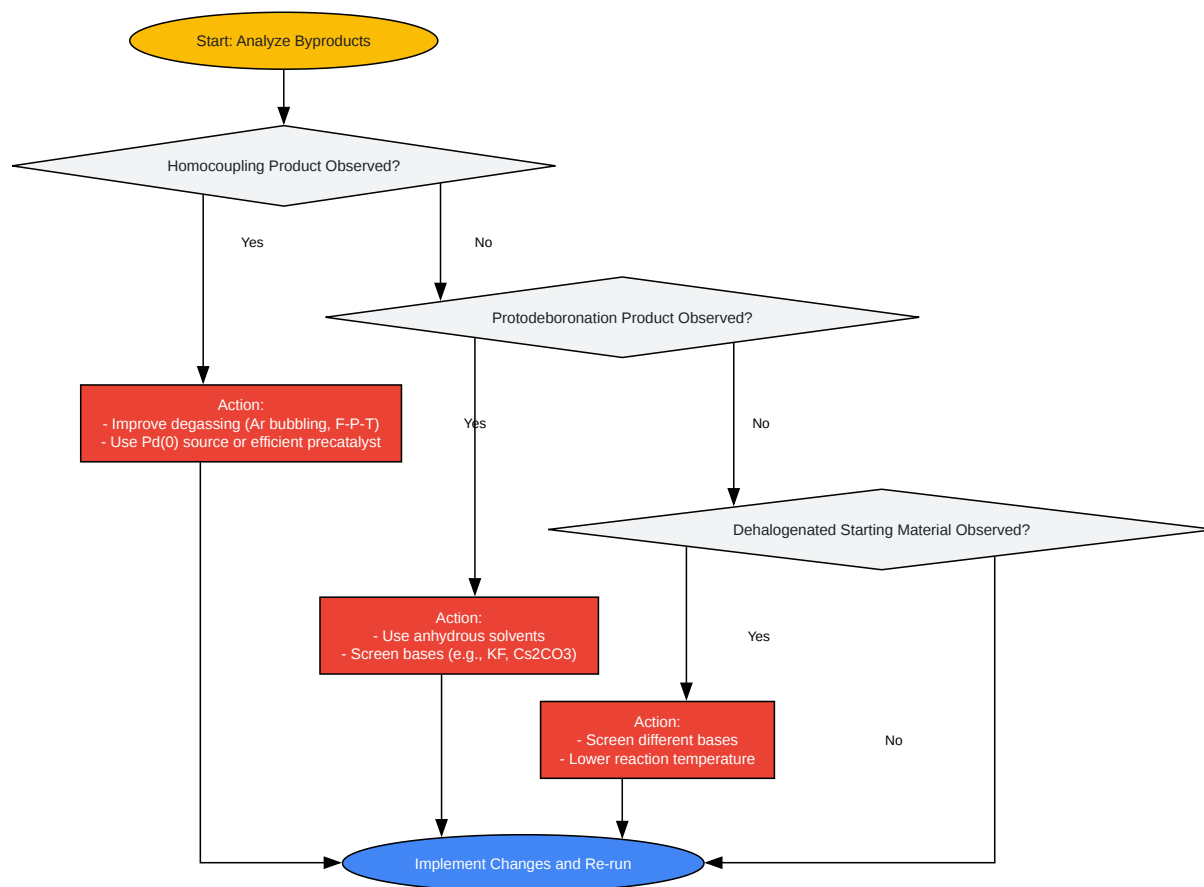 Start: Analyze Byproducts
Homocoupling Product Observed?
Yes
No
Protodeboronation Product Observed?
Action:
- Improve degassing (Ar bubbling, F-P-T)
- Use Pd(0) source or efficient precatalyst
Yes
No
Dehalogenated Starting Material Observed?
Action:
- Use anhydrous solvents
- Screen bases (e.g., KF, Cs2CO3)
Yes
Action:
- Screen different bases
- Lower reaction temperature
No
Implement Changes and Re-run